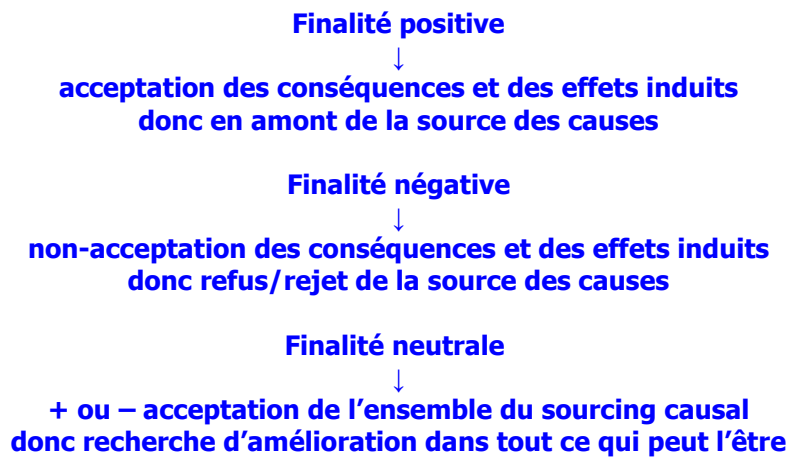 Finalité positive
↓
acceptation des conséquences et des effets induits
donc en amont de la source des causes
Finalité négative
↓
non-acceptation des conséquences et des effets induits
donc refus/rejet de la source des causes
Finalité neutrale
↓
+ ou – acceptation de l’ensemble du sourcing causal
donc recherche d’amélioration dans tout ce qui peut l’être